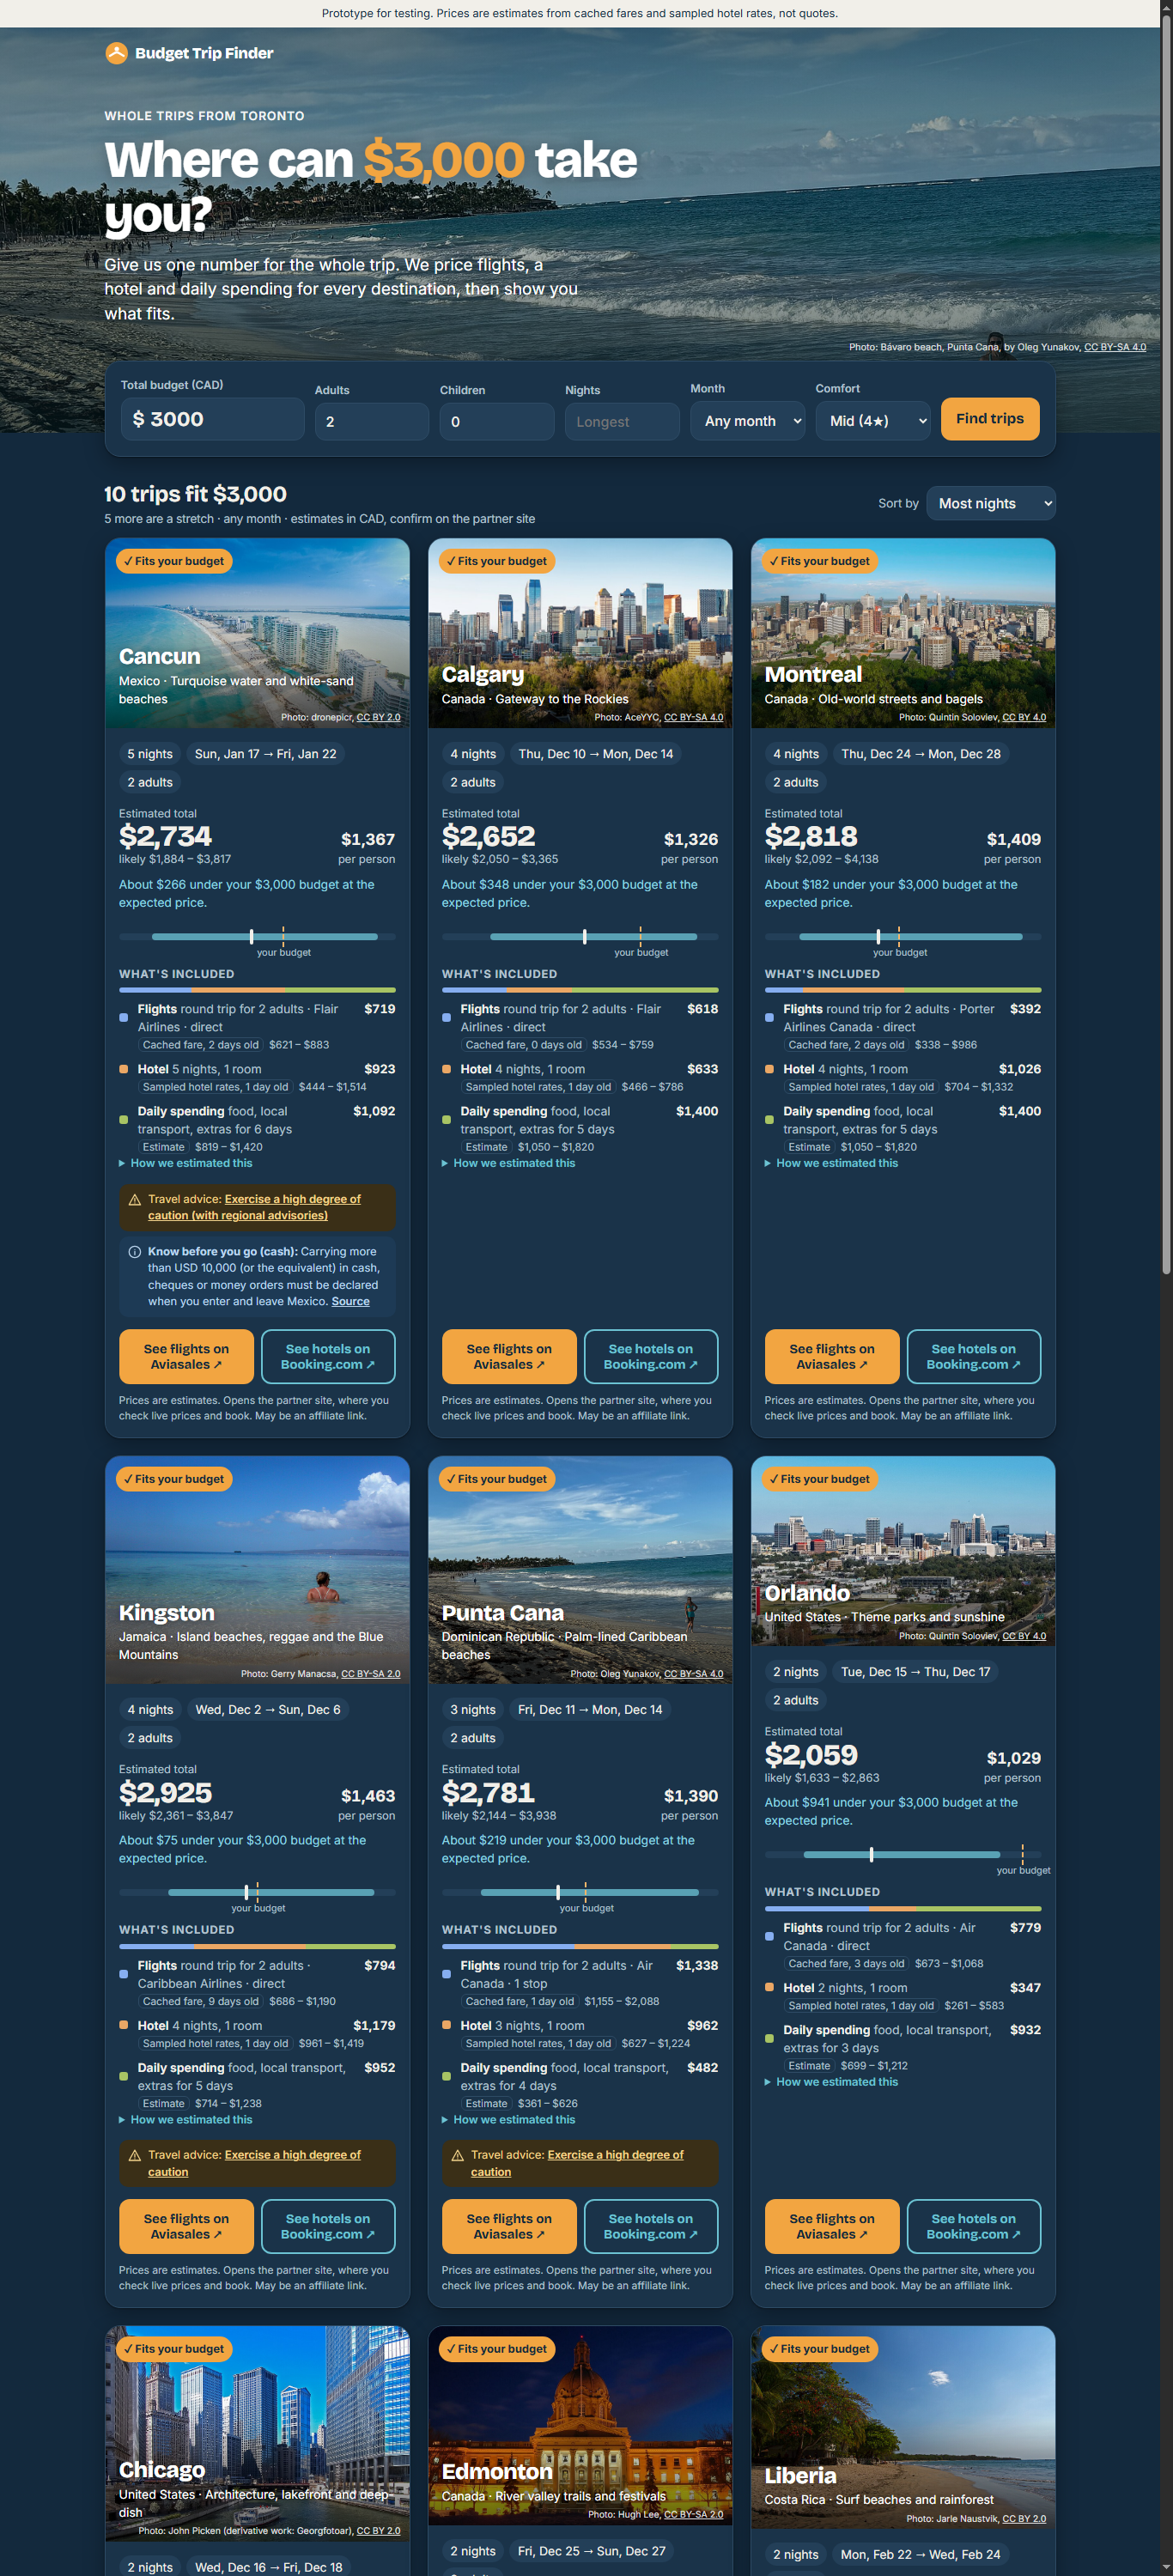 Prototype for testing. Prices are estimates from cached fares and sampled hotel rates, not quotes.
Budget Trip Finder
WHOLE TRIPS FROM TORONTO
Where can $3,000 take
you?
Give us one number for the whole trip. We price flights, a
hotel and daily spending for every destination, then show you
what fits.
Photo: Bávaro beach, Punta Cana, by Oleg Yunakov, CC BY-SA 4.0
Total budget (CAD)
$ 3000
Adults
2
Children
0
Nights
Longest
Month
Any month
Comfort
Mid (4★)
Find trips
10 trips fit $3,000
5 more are a stretch · any month · estimates in CAD, confirm on the partner site
Sort by
Most nights
✓ Fits your budget
Cancun
Mexico · Turquoise water and white-sand
beaches
Photo: dronepicr, CC BY 2.0
5 nights
Sun, Jan 17 → Fri, Jan 22
2 adults
Estimated total
$2,734
$1,367
likely $1,884 – $3,817
per person
About $266 under your $3,000 budget at the
expected price.
your budget
WHAT'S INCLUDED
Flights round trip for 2 adults · Flair
Airlines · direct
$719
Cached fare, 2 days old $621 – $883
Hotel 5 nights, 1 room
$923
Sampled hotel rates, 1 day old $444 – $1,514
Daily spending food, local
transport, extras for 6 days
$1,092
Estimate $819 – $1,420
▶ How we estimated this
Travel advice: Exercise a high degree of
caution (with regional advisories)
Know before you go (cash): Carrying more
than USD 10,000 (or the equivalent) in cash,
cheques or money orders must be declared
when you enter and leave Mexico. Source
See flights on
Aviasales ↗
See hotels on
Booking.com ↗
Prices are estimates. Opens the partner site, where you
check live prices and book. May be an affiliate link.
✓ Fits your budget
Calgary
Canada · Gateway to the Rockies
Photo: AceYYC, CC BY-SA 4.0
4 nights
Thu, Dec 10 → Mon, Dec 14
2 adults
Estimated total
$2,652
$1,326
likely $2,050 – $3,365
per person
About $348 under your $3,000 budget at the
expected price.
your budget
WHAT'S INCLUDED
Flights round trip for 2 adults · Flair
Airlines · direct
$618
Cached fare, 0 days old $534 – $759
Hotel 4 nights, 1 room
$633
Sampled hotel rates, 1 day old $466 – $786
Daily spending food, local
transport, extras for 5 days
$1,400
Estimate $1,050 – $1,820
▶ How we estimated this
See flights on
Aviasales ↗
See hotels on
Booking.com ↗
Prices are estimates. Opens the partner site, where you
check live prices and book. May be an affiliate link.
✓ Fits your budget
Montreal
Canada · Old-world streets and bagels
Photo: Quintin Soloviev, CC BY 4.0
4 nights
Thu, Dec 24 → Mon, Dec 28
2 adults
Estimated total
$2,818
$1,409
likely $2,092 – $4,138
per person
About $182 under your $3,000 budget at the
expected price.
your budget
WHAT'S INCLUDED
Flights round trip for 2 adults · Porter
Airlines Canada · direct
$392
Cached fare, 2 days old $338 – $986
Hotel 4 nights, 1 room
$1,026
Sampled hotel rates, 1 day old $704 – $1,332
Daily spending food, local
transport, extras for 5 days
$1,400
Estimate $1,050 – $1,820
▶ How we estimated this
See flights on
Aviasales ↗
See hotels on
Booking.com ↗
Prices are estimates. Opens the partner site, where you
check live prices and book. May be an affiliate link.
✓ Fits your budget
Kingston
Jamaica · Island beaches, reggae and the Blue
Mountains
Photo: Gerry Manacsa, CC BY-SA 2.0
4 nights
Wed, Dec 2 → Sun, Dec 6
2 adults
Estimated total
$2,925
$1,463
likely $2,361 – $3,847
per person
About $75 under your $3,000 budget at the
expected price.
your budget
WHAT'S INCLUDED
Flights round trip for 2 adults ·
Caribbean Airlines · direct
$794
Cached fare, 9 days old $686 – $1,190
Hotel 4 nights, 1 room
$1,179
Sampled hotel rates, 1 day old $961 – $1,419
Daily spending food, local transport,
extras for 5 days
$952
Estimate $714 – $1,238
▶ How we estimated this
Travel advice: Exercise a high degree of
caution
See flights on
Aviasales ↗
See hotels on
Booking.com ↗
Prices are estimates. Opens the partner site, where you
check live prices and book. May be an affiliate link.
✓ Fits your budget
Punta Cana
Dominican Republic · Palm-lined Caribbean
beaches
Photo: Oleg Yunakov, CC BY-SA 4.0
3 nights
Fri, Dec 11 → Mon, Dec 14
2 adults
Estimated total
$2,781
$1,390
likely $2,144 – $3,938
per person
About $219 under your $3,000 budget at the
expected price.
your budget
WHAT'S INCLUDED
Flights round trip for 2 adults · Air
Canada · 1 stop
$1,338
Cached fare, 1 day old $1,155 – $2,088
Hotel 3 nights, 1 room
$962
Sampled hotel rates, 1 day old $627 – $1,224
Daily spending food, local transport,
extras for 4 days
$482
Estimate $361 – $626
▶ How we estimated this
Travel advice: Exercise a high degree of
caution
See flights on
Aviasales ↗
See hotels on
Booking.com ↗
Prices are estimates. Opens the partner site, where you
check live prices and book. May be an affiliate link.
✓ Fits your budget
Orlando
United States · Theme parks and sunshine
Photo: Quintin Soloviev, CC BY 4.0
2 nights
Tue, Dec 15 → Thu, Dec 17
2 adults
Estimated total
$2,059
$1,029
likely $1,633 – $2,863
per person
About $941 under your $3,000 budget at the
expected price.
your budget
WHAT'S INCLUDED
Flights round trip for 2 adults · Air
Canada · direct
$779
Cached fare, 3 days old $673 – $1,068
Hotel 2 nights, 1 room
$347
Sampled hotel rates, 1 day old $261 – $583
Daily spending food, local transport,
extras for 3 days
$932
Estimate $699 – $1,212
▶ How we estimated this
See flights on
Aviasales ↗
See hotels on
Booking.com ↗
Prices are estimates. Opens the partner site, where you
check live prices and book. May be an affiliate link.
✓ Fits your budget
Chicago
United States · Architecture, lakefront and deep-
dish
Photo: John Picken (derivative work: Georgfotoar), CC BY 2.0
2 nights
Wed, Dec 16 → Fri, Dec 18
✓ Fits your budget
Edmonton
Canada · River valley trails and festivals
Photo: Hugh Lee, CC BY-SA 2.0
2 nights
Fri, Dec 25 → Sun, Dec 27
✓ Fits your budget
Liberia
Costa Rica · Surf beaches and rainforest
Photo: Jarle Naustvik, CC BY 2.0
2 nights
Mon, Feb 22 → Wed, Feb 24